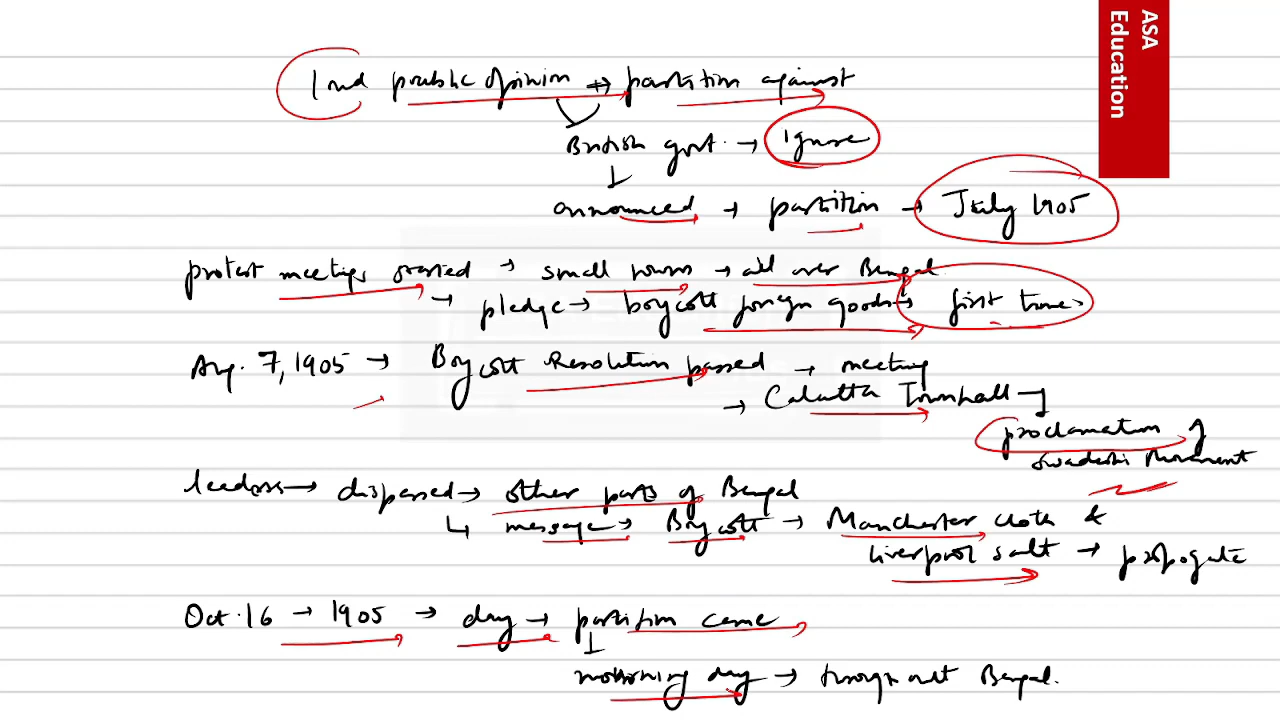 Ind public opinion → partition against
British govt. → Ignore
announced → partition → July 1905
protest meetings started → small towns → all over Bengal
→ pledge → boycott foreign goods → first time
Aug. 7, 1905 → Boycott Resolution passed → meeting
→ Calcutta Townhall
proclamation of
Swadeshi Movement
leaders → dispersed → other parts of Bengal
↳ message → Boycott → Manchester cloth &
Liverpool salt → propogate
Oct. 16 → 1905 → day → partition came
mourning day → throughout Bengal.
ASA
Education